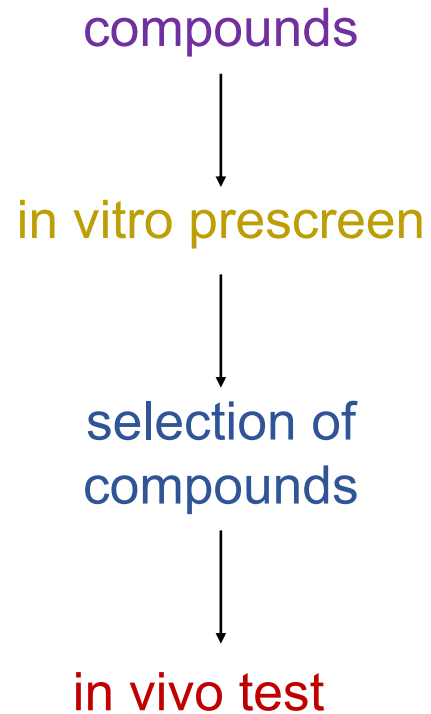 compounds
in vitro prescreen
selection of
compounds
in vivo test